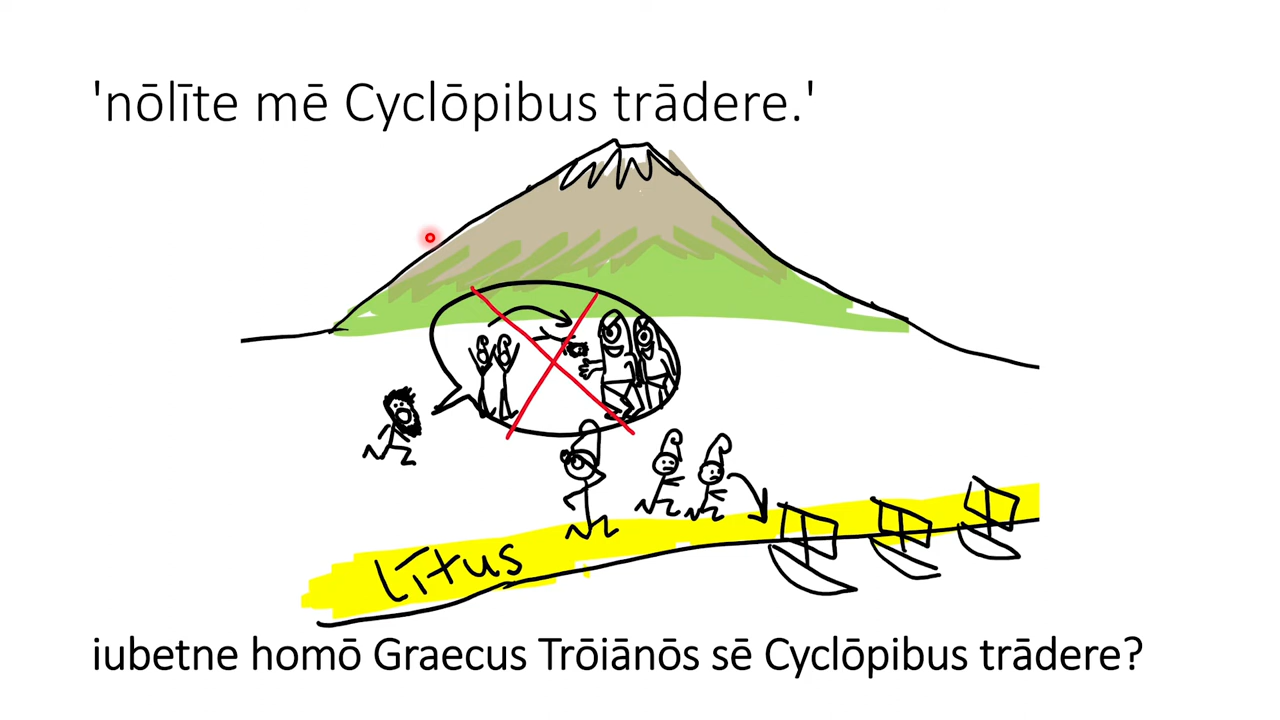 'nōlīte mē Cyclōpibus trādere.'
lītus
iubetne homō Graecus Trōiānōs sē Cyclōpibus trādere?